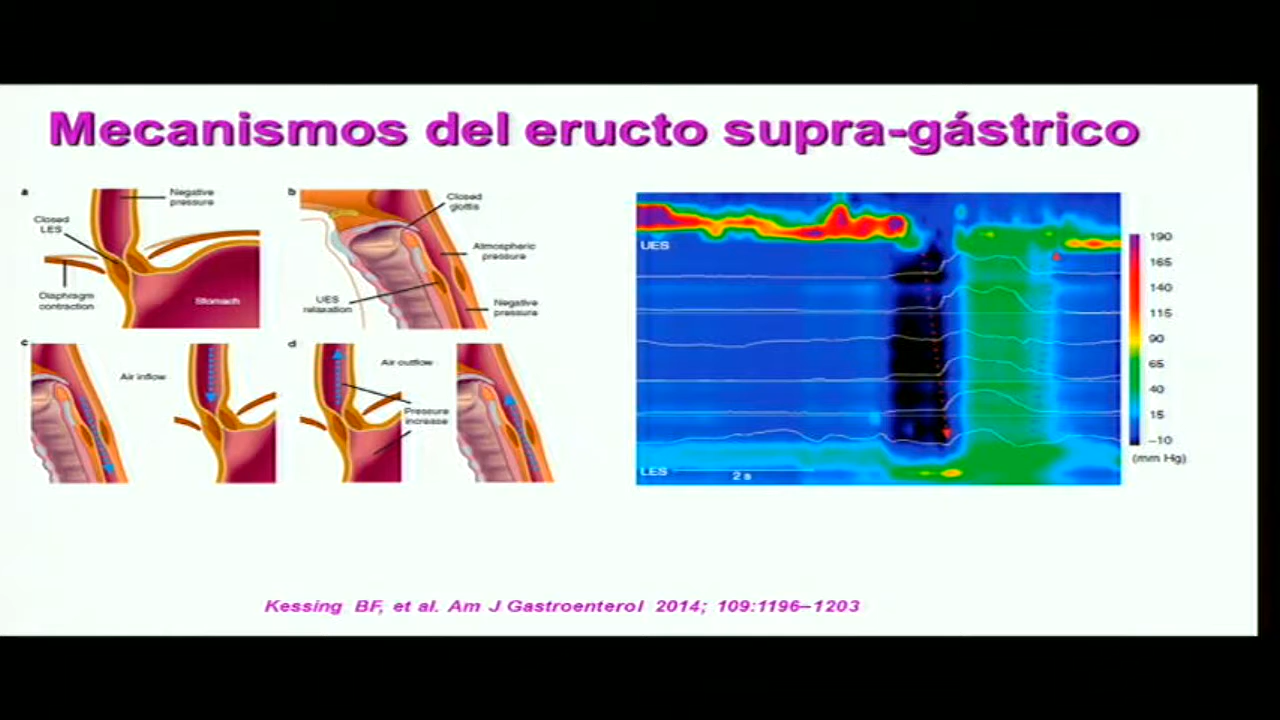 Mecanismos del eructo supra-gástrico
a
Negative
pressure
Closed
LES
Diaphragm
contraction
Stomach
b
Closed
glottis
Atmospheric
pressure
UES
relaxation
Negative
pressure
c
Air inflow
d
Air outflow
Pressure
increase
UES
LES
2 s
190
165
140
115
90
65
40
15
–10
(mm Hg)
Kessing BF, et al. Am J Gastroenterol 2014; 109:1196–1203